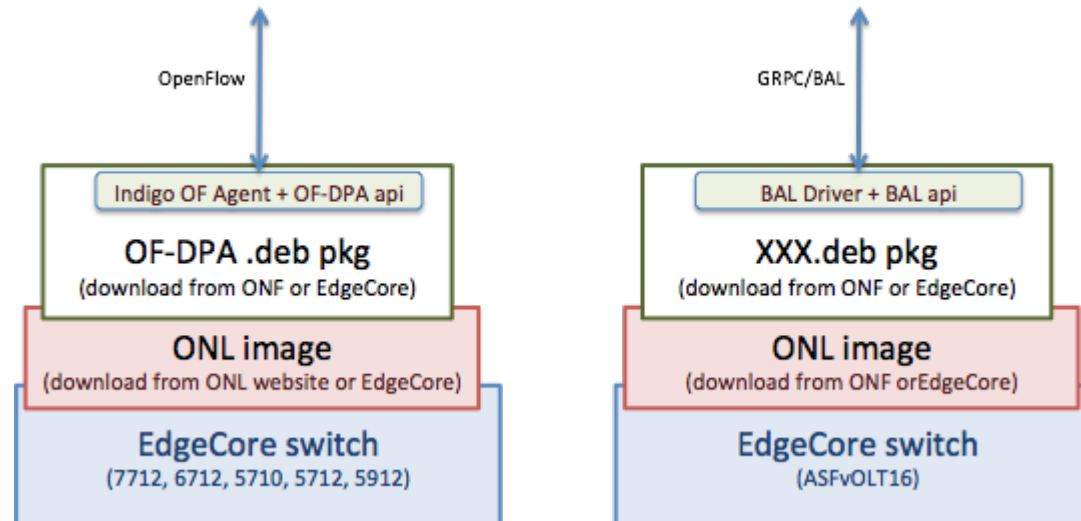 OpenFlow
Indigo OF Agent + OF-DPA api
OF-DPA .deb pkg
(download from ONF or EdgeCore)
ONL image
(download from ONL website or EdgeCore)
EdgeCore switch
(7712, 6712, 5710, 5712, 5912)
GRPC/BAL
BAL Driver + BAL api
XXX.deb pkg
(download from ONF or EdgeCore)
ONL image
(download from ONF orEdgeCore)
EdgeCore switch
(ASFvOLT16)